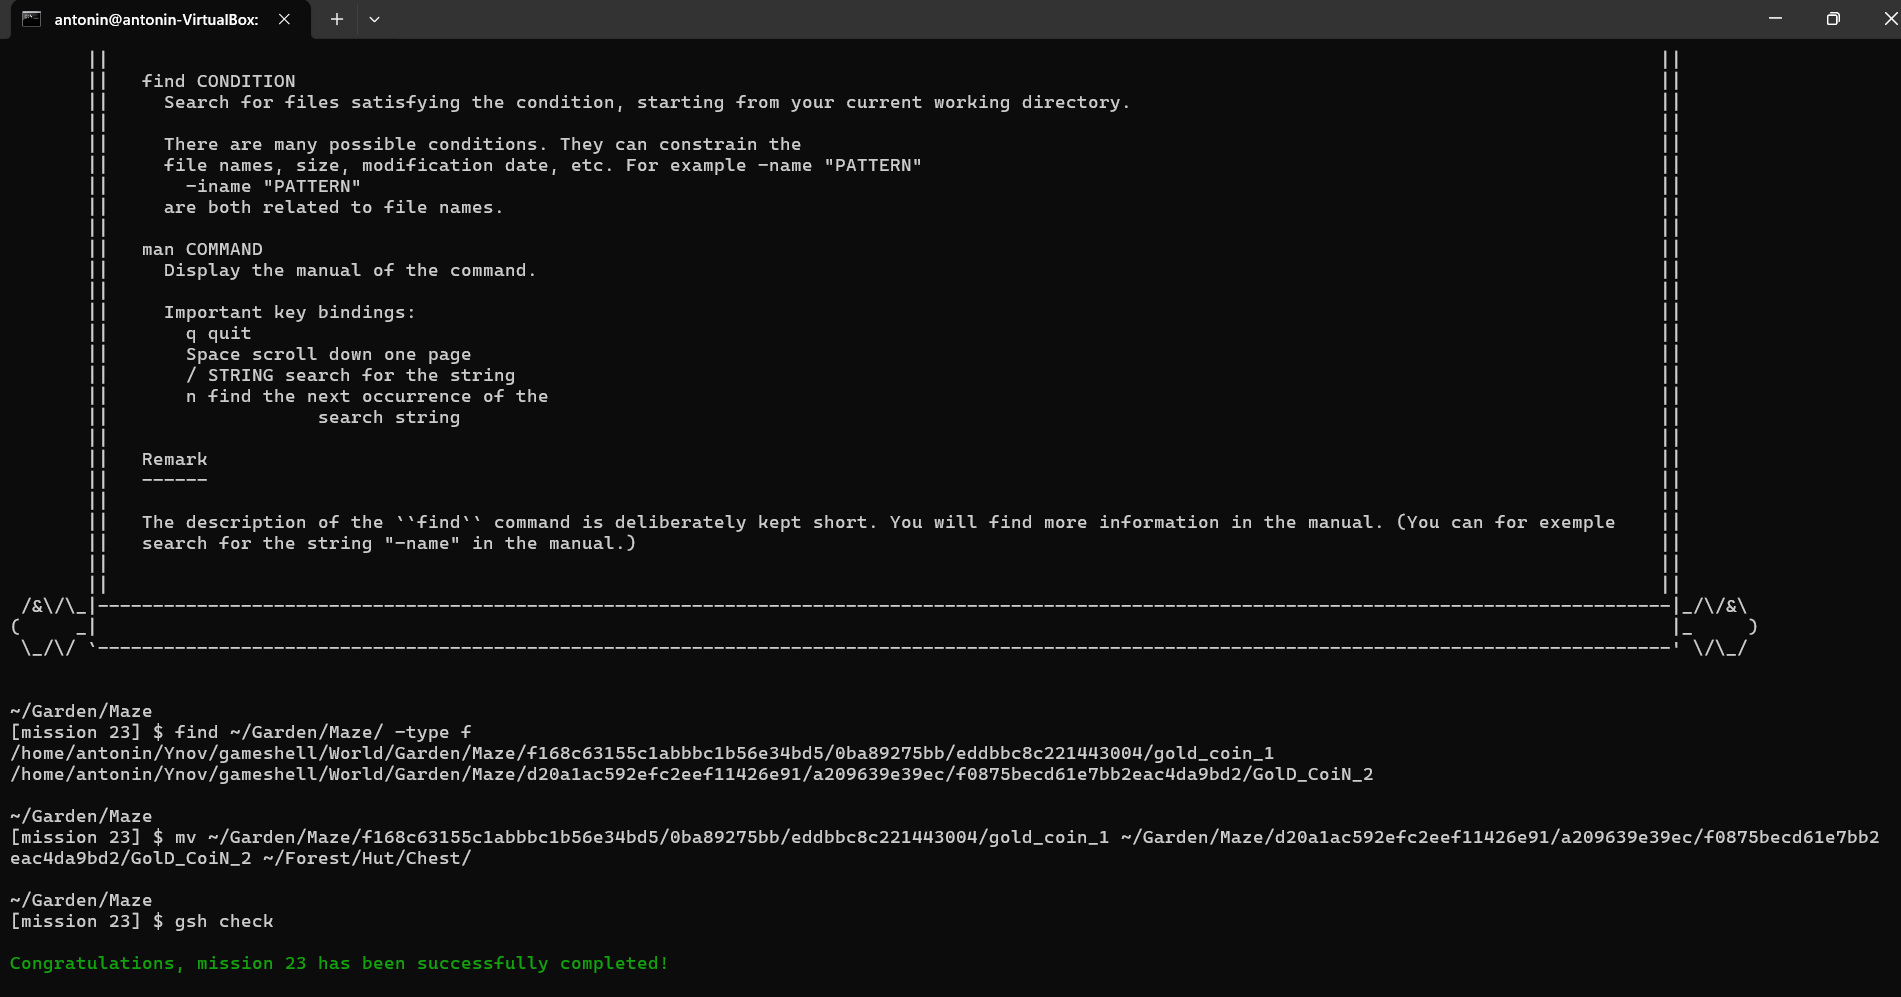 antonin@antonin-VirtualBox:
find CONDITION
Search for files satisfying the condition, starting from your current working directory.
There are many possible conditions. They can constrain the
file names, size, modification date, etc. For example -name "PATTERN"
-iname "PATTERN"
are both related to file names.
man COMMAND
Display the manual of the command.
Important key bindings:
q quit
Space scroll down one page
/ STRING search for the string
n find the next occurrence of the
search string
Remark
------
The description of the ``find`` command is deliberately kept short. You will find more information in the manual. (You can for exemple
search for the string "-name" in the manual.)
~/Garden/Maze
[mission 23] $ find ~/Garden/Maze/ -type f
/home/antonin/Ynov/gameshell/World/Garden/Maze/f168c63155c1abbbc1b56e34bd5/0ba89275bb/eddbbc8c221443004/gold_coin_1
/home/antonin/Ynov/gameshell/World/Garden/Maze/d20a1ac592efc2eef11426e91/a209639e39ec/f0875becd61e7bb2eac4da9bd2/GolD_CoiN_2
~/Garden/Maze
[mission 23] $ mv ~/Garden/Maze/f168c63155c1abbbc1b56e34bd5/0ba89275bb/eddbbc8c221443004/gold_coin_1 ~/Garden/Maze/d20a1ac592efc2eef11426e91/a209639e39ec/f0875becd61e7bb2
eac4da9bd2/GolD_CoiN_2 ~/Forest/Hut/Chest/
~/Garden/Maze
[mission 23] $ gsh check
Congratulations, mission 23 has been successfully completed!